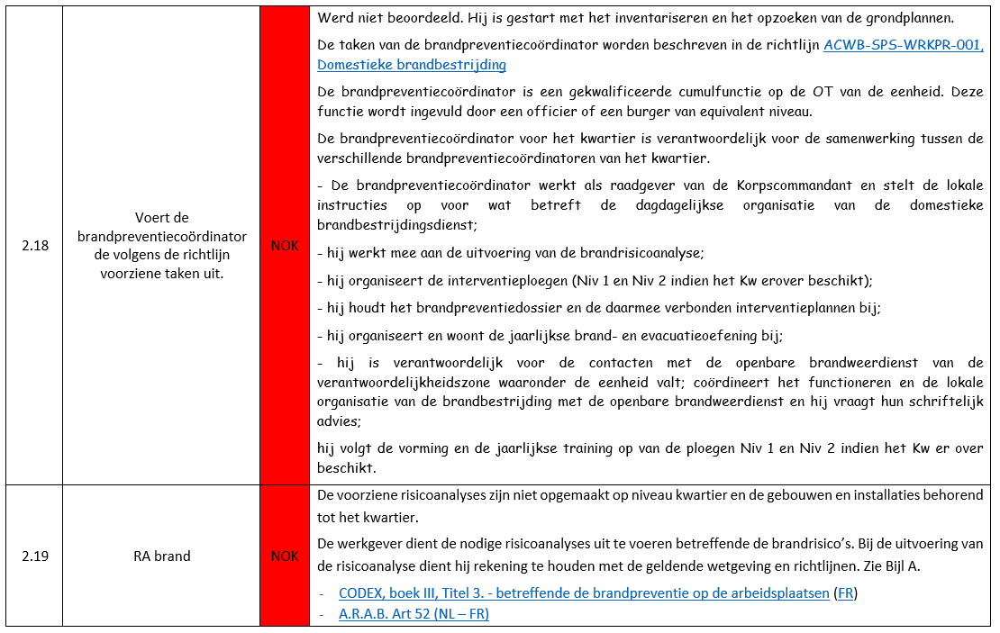 2.18
Voert de
brandpreventiecoördinator
de volgens de richtlijn
voorziene taken uit.
NOK
Werd niet beoordeeld. Hij is gestart met het inventariseren en het opzoeken van de grondplannen.
De taken van de brandpreventiecoördinator worden beschreven in de richtlijn ACWB-SPS-WRKPR-001,
Domestieke brandbestrijding
De brandpreventiecoördinator is een gekwalificeerde cumulfunctie op de OT van de eenheid. Deze
functie wordt ingevuld door een officier of een burger van equivalent niveau.
De brandpreventiecoördinator voor het kwartier is verantwoordelijk voor de samenwerking tussen de
verschillende brandpreventiecoördinatoren van het kwartier.
- De brandpreventiecoördinator werkt als raadgever van de Korpscommandant en stelt de lokale
instructies op voor wat betreft de dagdagelijkse organisatie van de domestieke
brandbestrijdingsdienst;
- hij werkt mee aan de uitvoering van de brandrisicoanalyse;
- hij organiseert de interventieploegen (Niv 1 en Niv 2 indien het Kw erover beschikt);
- hij houdt het brandpreventiedossier en de daarmee verbonden interventieplannen bij;
- hij organiseert en woont de jaarlijkse brand- en evacuatieoefening bij;
- hij is verantwoordelijk voor de contacten met de openbare brandweerdienst van de
verantwoordelijkheidszone waaronder de eenheid valt; coördineert het functioneren en de lokale
organisatie van de brandbestrijding met de openbare brandweerdienst en hij vraagt hun schriftelijk
advies;
hij volgt de vorming en de jaarlijkse training op van de ploegen Niv 1 en Niv 2 indien het Kw er over
beschikt.
2.19
RA brand
NOK
De voorziene risicoanalyses zijn niet opgemaakt op niveau kwartier en de gebouwen en installaties behorend
tot het kwartier.
De werkgever dient de nodige risicoanalyses uit te voeren betreffende de brandrisico’s. Bij de uitvoering van
de risicoanalyse dient hij rekening te houden met de geldende wetgeving en richtlijnen. Zie Bijl A.
- CODEX, boek III, Titel 3. - betreffende de brandpreventie op de arbeidsplaatsen (FR)
- A.R.A.B. Art 52 (NL – FR)